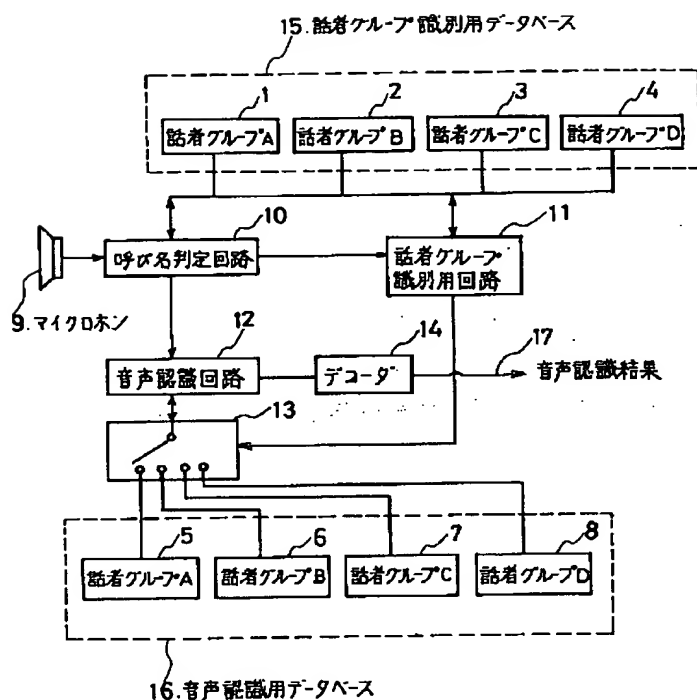 15.話者グループ識別用データベース
1
2
3
4
話者グループA
話者グループB
話者グループC
話者グループD
10
11
呼び名判定回路
話者グループ
識別用回路
9.マイクロホン
12
14
17
音声認識回路
デコーダ
音声認識結果
13
5
6
7
8
話者グループA
話者グループB
話者グループC
話者グループD
16.音声認識用データベース